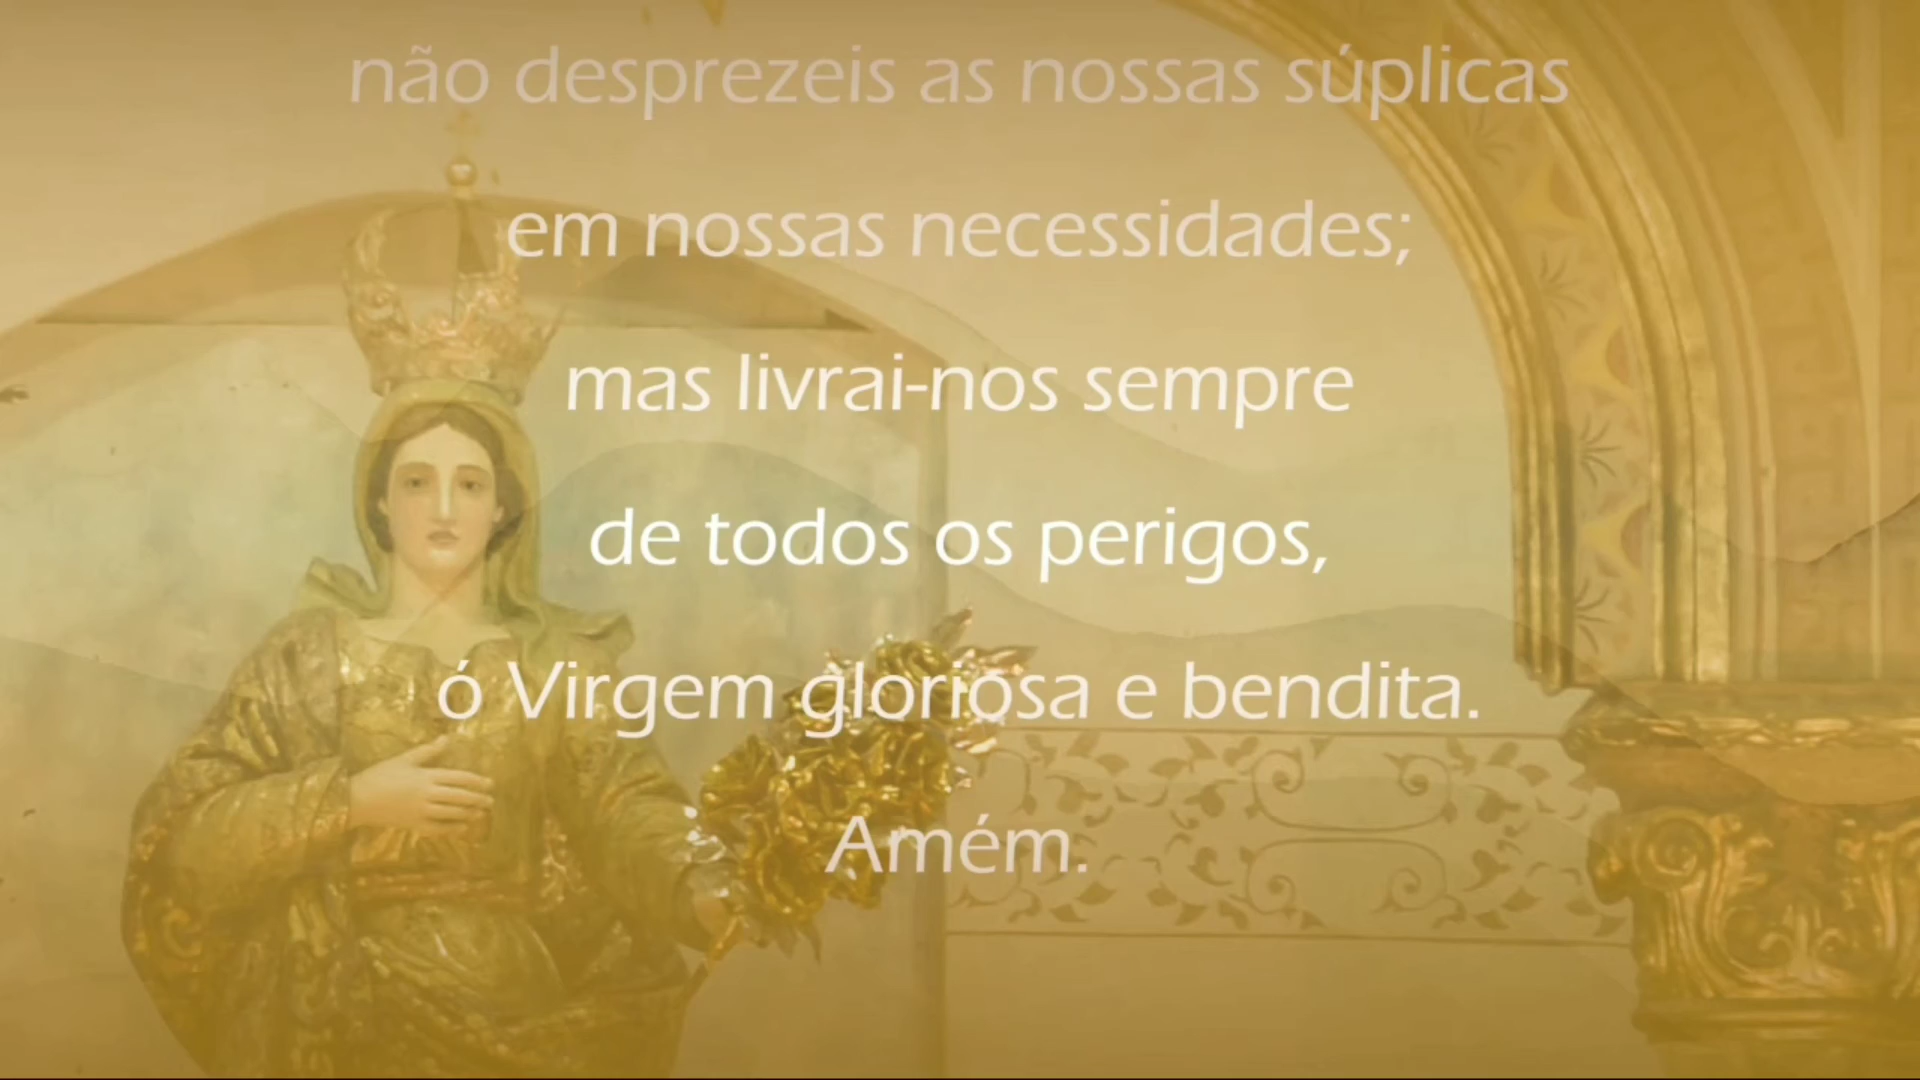 não desprezeis as nossas súplicas
em nossas necessidades;
mas livrai-nos sempre
de todos os perigos,
ó Virgem gloriosa e bendita.
Amém.